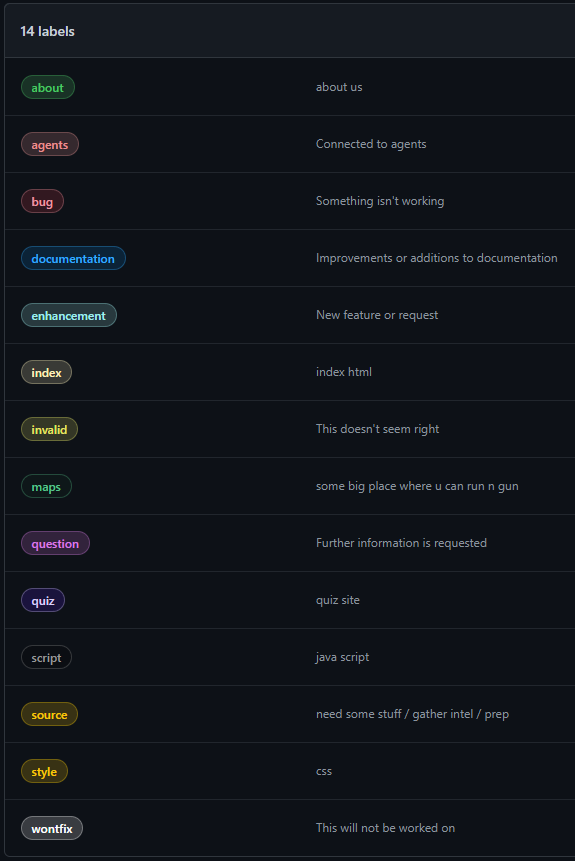 14 labels
about about us
agents Connected to agents
bug Something isn't working
documentation Improvements or additions to documentation
enhancement New feature or request
index index html
invalid This doesn't seem right
maps some big place where u can run n gun
question Further information is requested
quiz quiz site
script java script
source need some stuff / gather intel / prep
style css
wontfix This will not be worked on